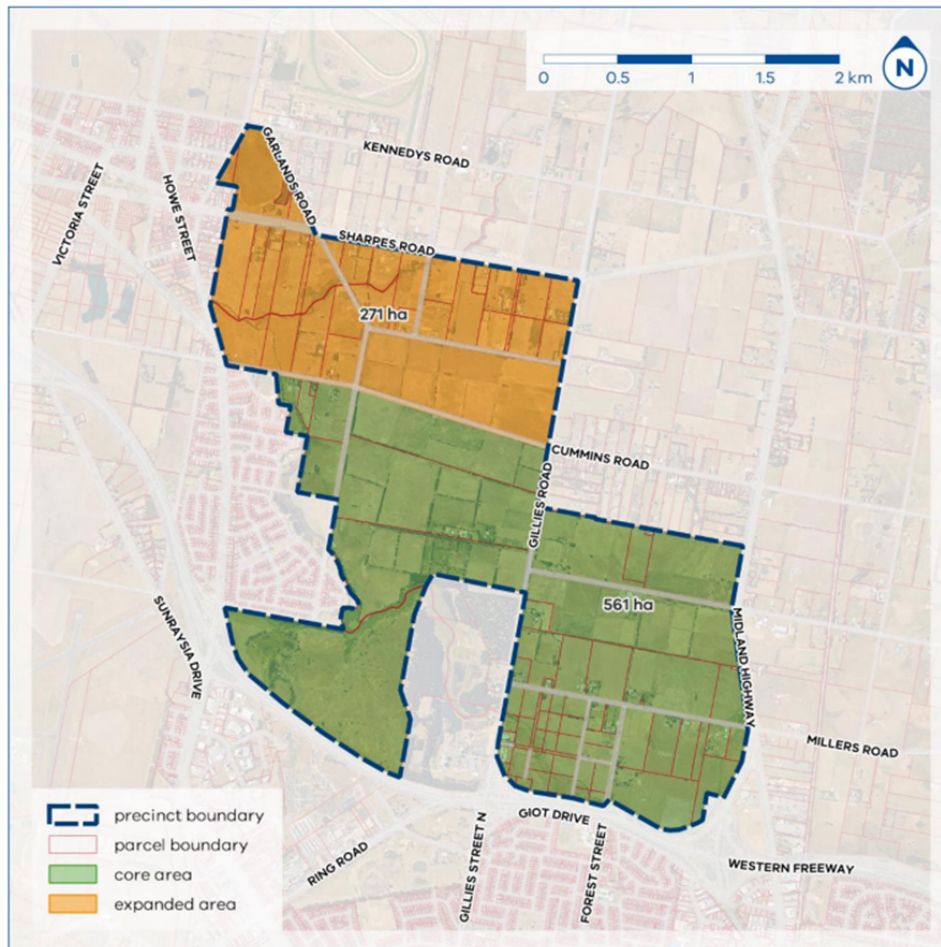 0 0.5 1 1.5 2 km
N
KENNEDYS ROAD
GARLANDS ROAD
VICTORIA STREET
HOWE STREET
SHARPES ROAD
271 ha
CUMMINS ROAD
GILLIES ROAD
561 ha
SUNRAYSIA DRIVE
MIDLAND HIGHWAY
MILLERS ROAD
precinct boundary
parcel boundary
core area
expanded area
GIOT DRIVE
RING ROAD
GILLIES STREET N
FOREST STREET
WESTERN FREEWAY